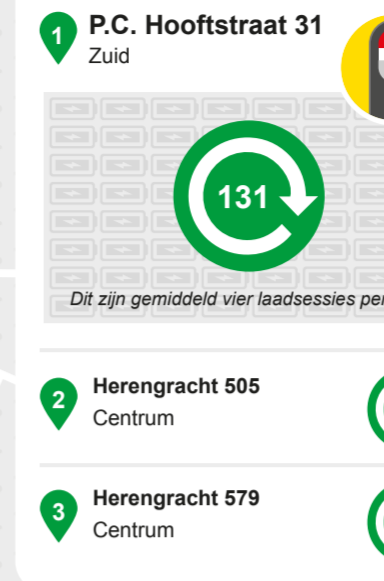 1
P.C. Hooftstraat 31
Zuid
131
Dit zijn gemiddeld vier laadsessies per
2
Herengracht 505
Centrum
3
Herengracht 579
Centrum